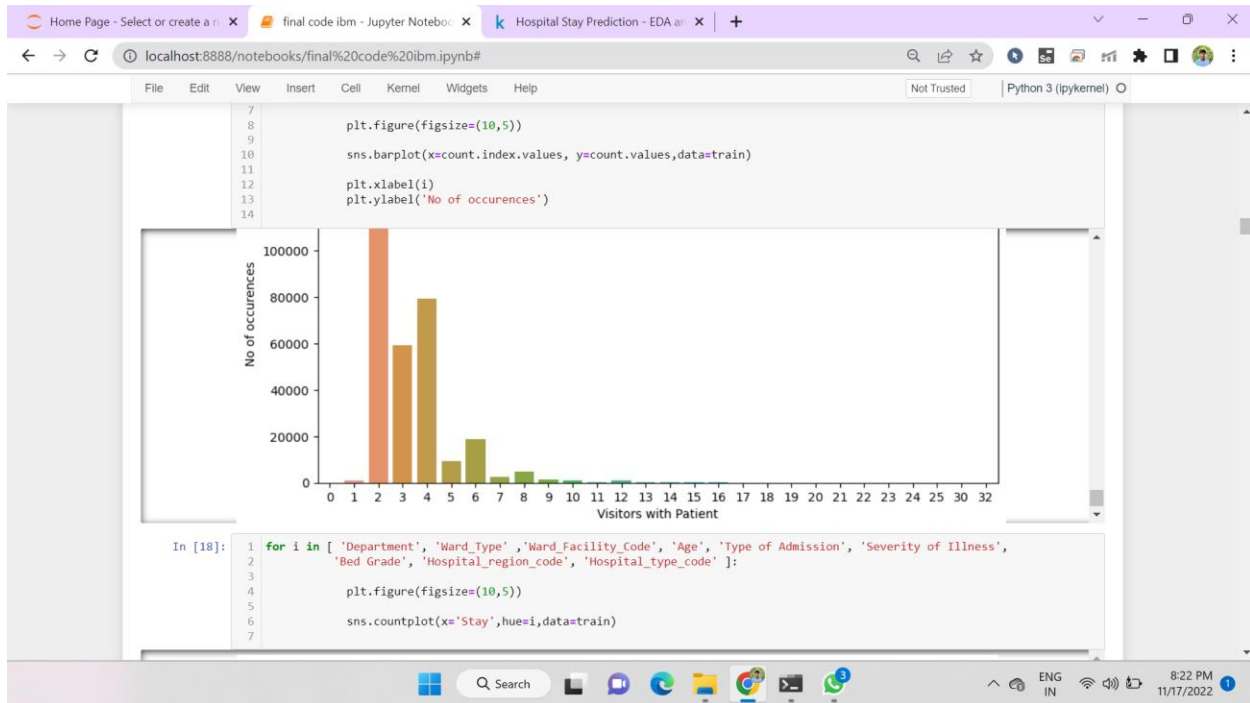 Home Page - Select or create a n
final code ibm - Jupyter Noteboo
k Hospital Stay Prediction - EDA an
localhost:8888/notebooks/final%20code%20ibm.ipynb#
File Edit View Insert Cell Kernel Widgets Help Not Trusted Python 3 (ipykernel)
7
8 plt.figure(figsize=(10,5))
9
10 sns.barplot(x=count.index.values, y=count.values,data=train)
11
12 plt.xlabel(i)
13 plt.ylabel('No of occurences')
14
No of occurences
100000
80000
60000
40000
20000
0
0 1 2 3 4 5 6 7 8 9 10 11 12 13 14 15 16 17 18 19 20 21 22 23 24 25 30 32
Visitors with Patient
In [18]: 1 for i in [ 'Department', 'Ward_Type' ,'Ward_Facility_Code', 'Age', 'Type of Admission', 'Severity of Illness',
2 'Bed Grade', 'Hospital_region_code', 'Hospital_type_code' ]:
3
4 plt.figure(figsize=(10,5))
5
6 sns.countplot(x='Stay',hue=i,data=train)
7
Search
3
ENG
IN
8:22 PM
11/17/2022
1